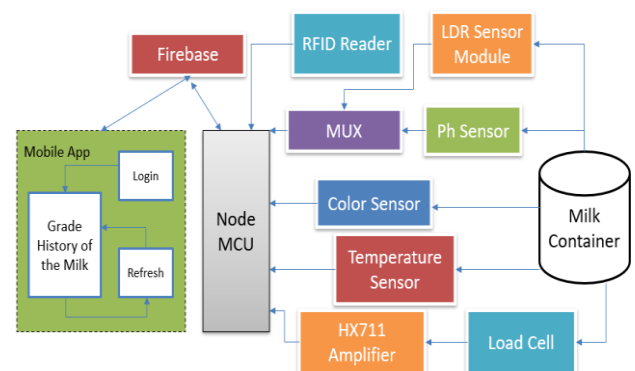 Firebase
RFID Reader
LDR Sensor
Module
MUX
Ph Sensor
Mobile App
Login
Grade
History of
the Milk
Refresh
Node
MCU
Color Sensor
Temperature
Sensor
HX711
Amplifier
Load Cell
Milk
Container